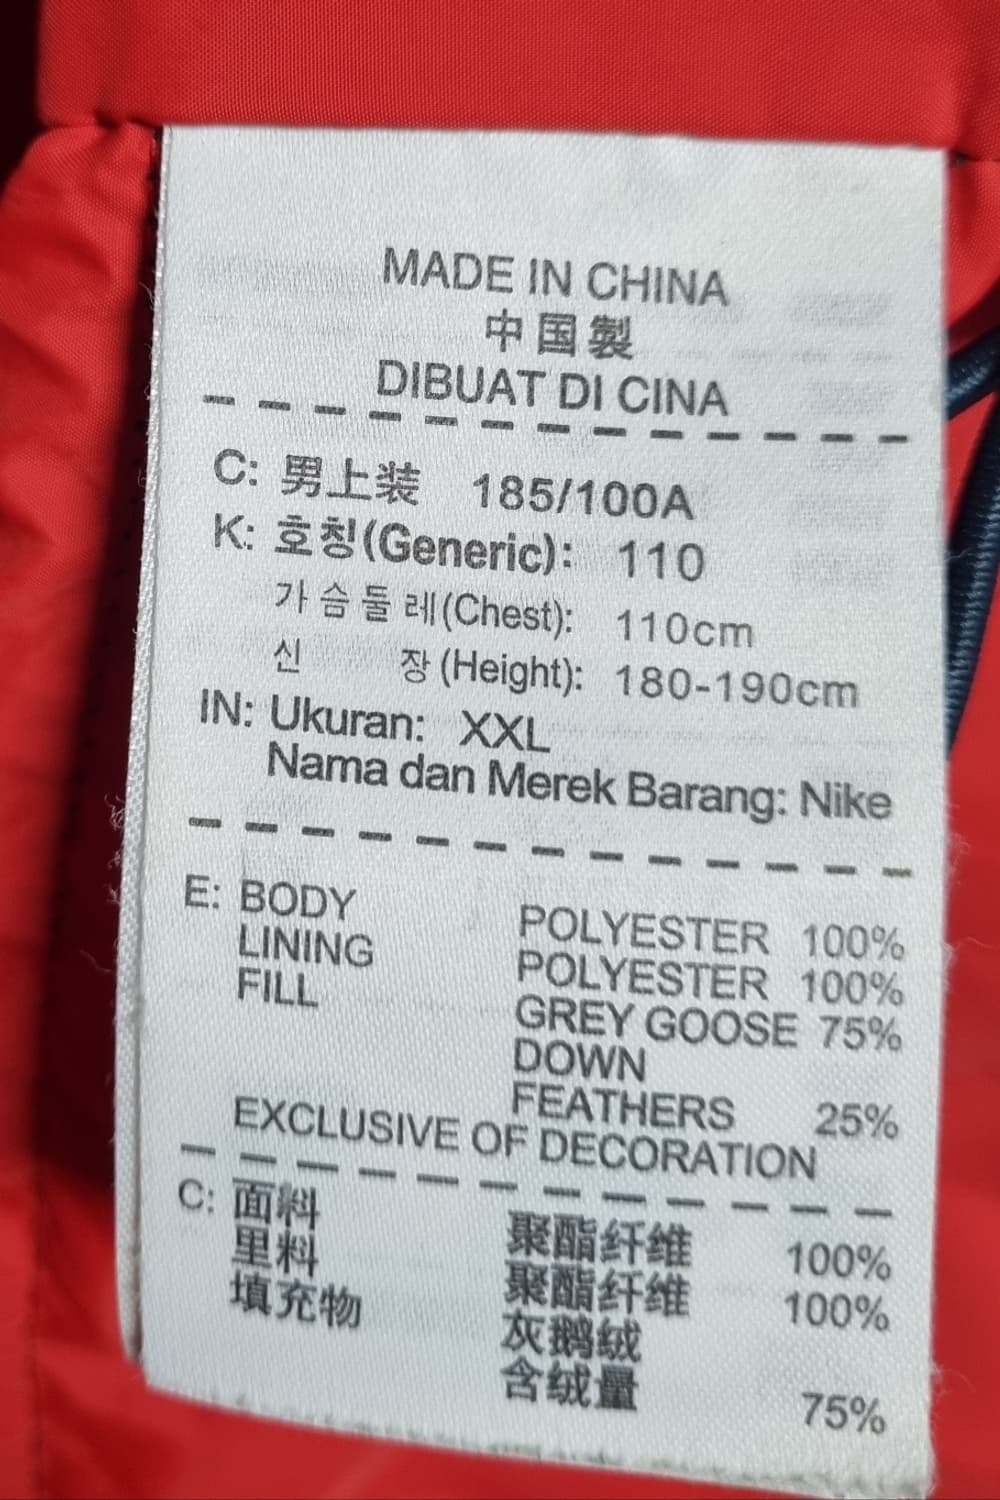 MADE IN CHINA
中国製
DIBUAT DI CINA
C: 男上装 185/100A
K: 호칭(Generic): 110
가슴둘레(Chest): 110cm
신 장(Height): 180-190cm
IN: Ukuran: XXL
Nama dan Merek Barang: Nike
E: BODY POLYESTER 100%
LINING POLYESTER 100%
FILL GREY GOOSE 75%
DOWN
FEATHERS 25%
EXCLUSIVE OF DECORATION
C: 面料 聚酯纤维 100%
里料 聚酯纤维 100%
填充物 灰鹅绒
含绒量 75%